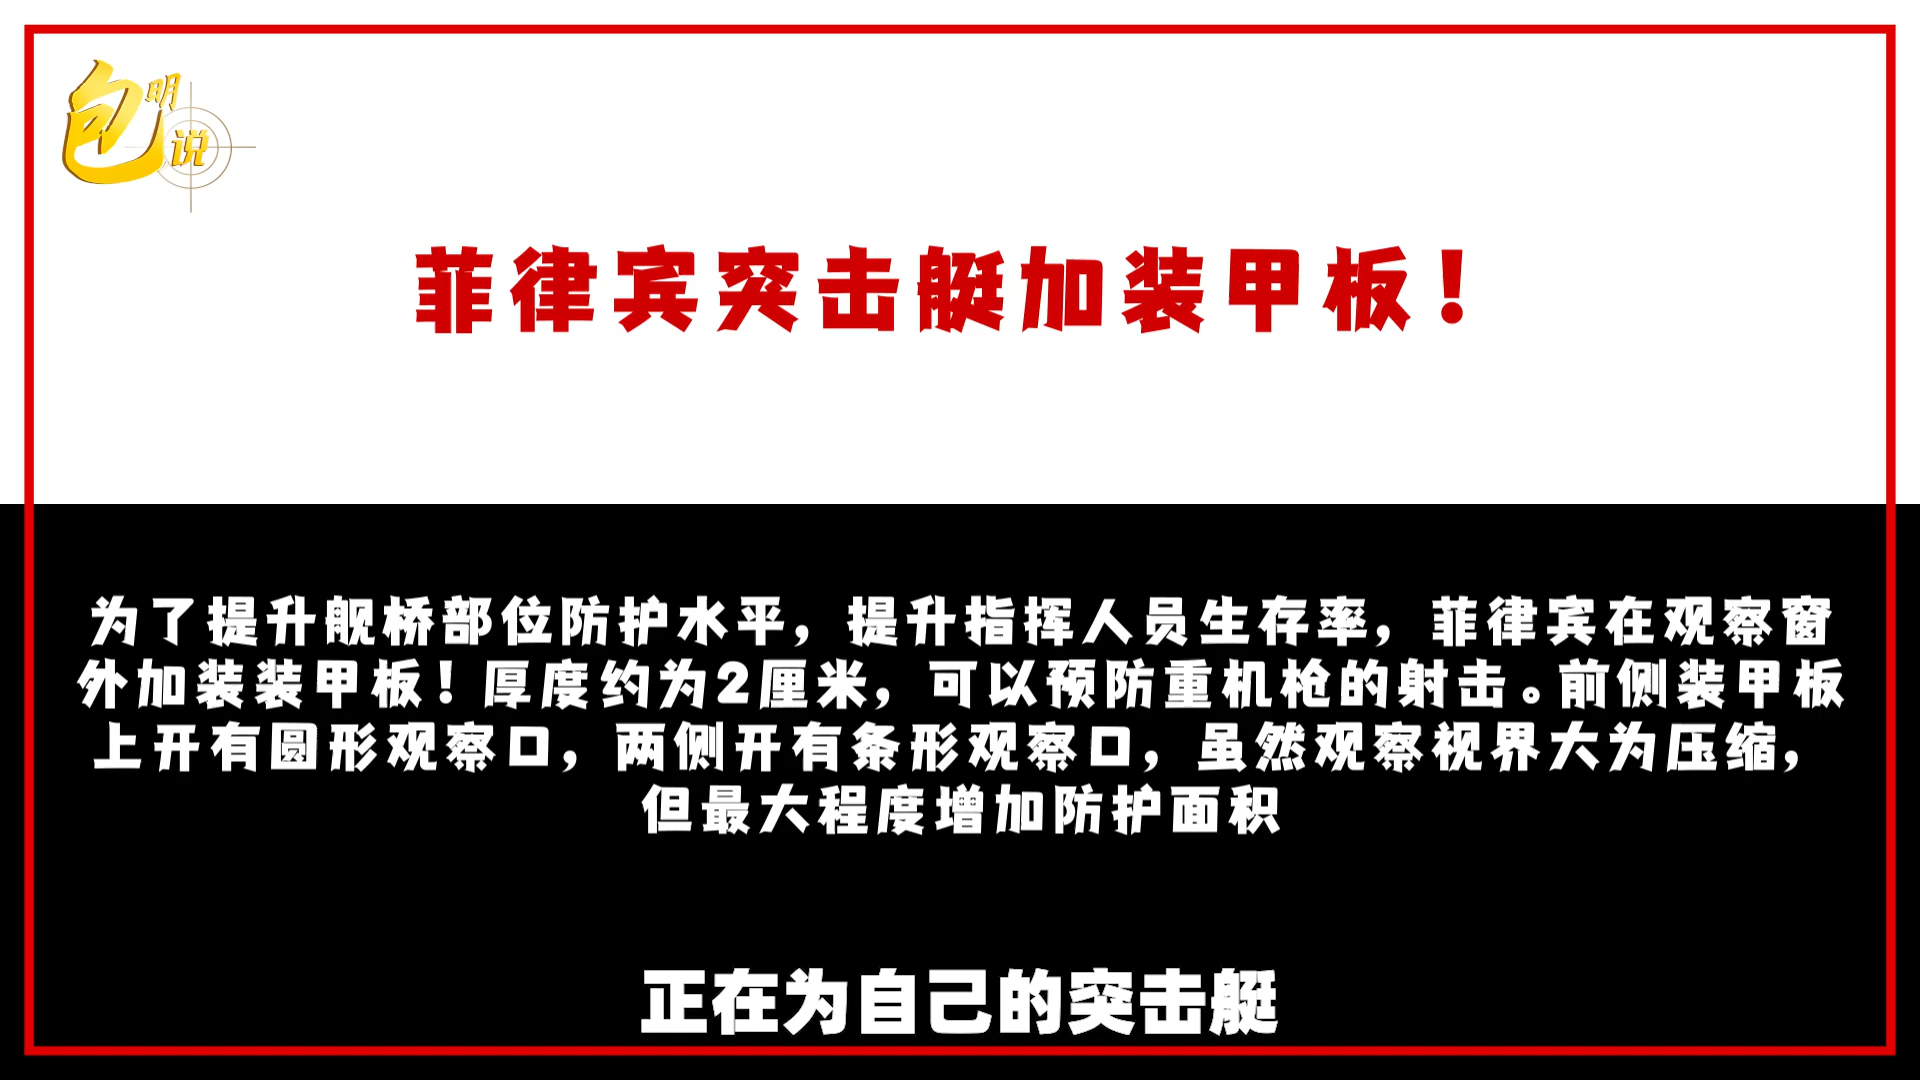 包明说
菲律宾突击艇加装甲板！
为了提升舰桥部位防护水平，提升指挥人员生存率，菲律宾在观察窗
外加装装甲板！厚度约为2厘米，可以预防重机枪的射击。前侧装甲板
上开有圆形观察口，两侧开有条形观察口，虽然观察视界大为压缩，
但最大程度增加防护面积
正在为自己的突击艇